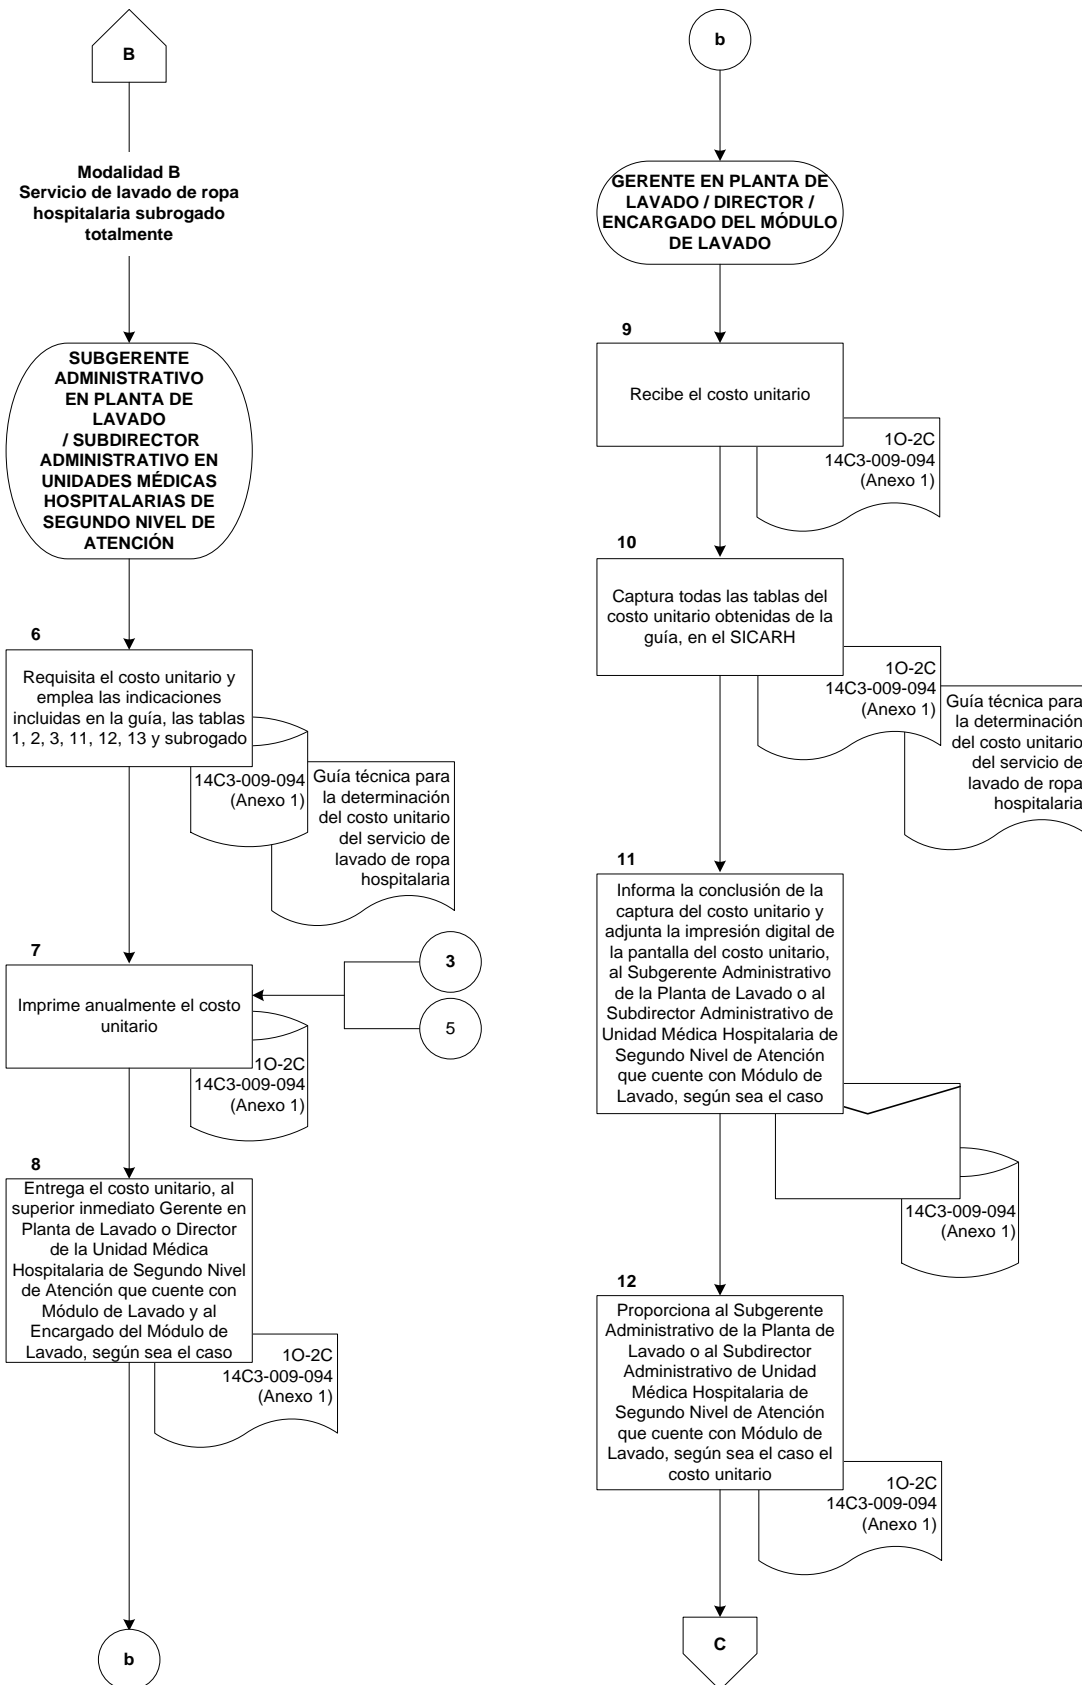 B
Modalidad B
Servicio de lavado de ropa
hospitalaria subrogado
totalmente
SUBGERENTE
ADMINISTRATIVO
EN PLANTA DE
LAVADO
/ SUBDIRECTOR
ADMINISTRATIVO EN
UNIDADES MÉDICAS
HOSPITALARIAS DE
SEGUNDO NIVEL DE
ATENCIÓN
6
Requisita el costo unitario y
emplea las indicaciones
incluidas en la guía, las tablas
1, 2, 3, 11, 12, 13 y subrogado
14C3-009-094
(Anexo 1)
Guía técnica para
la determinación
del costo unitario
del servicio de
lavado de ropa
hospitalaria
7
Imprime anualmente el costo
unitario
3
5
1O-2C
14C3-009-094
(Anexo 1)
8
Entrega el costo unitario, al
superior inmediato Gerente en
Planta de Lavado o Director
de la Unidad Médica
Hospitalaria de Segundo Nivel
de Atención que cuente con
Módulo de Lavado y al
Encargado del Módulo de
Lavado, según sea el caso
1O-2C
14C3-009-094
(Anexo 1)
b
b
GERENTE EN PLANTA DE
LAVADO / DIRECTOR /
ENCARGADO DEL MÓDULO
DE LAVADO
9
Recibe el costo unitario
1O-2C
14C3-009-094
(Anexo 1)
10
Captura todas las tablas del
costo unitario obtenidas de la
guía, en el SICARH
1O-2C
14C3-009-094
(Anexo 1)
Guía técnica para
la determinación
del costo unitario
del servicio de
lavado de ropa
hospitalaria
11
Informa la conclusión de la
captura del costo unitario y
adjunta la impresión digital de
la pantalla del costo unitario,
al Subgerente Administrativo
de la Planta de Lavado o al
Subdirector Administrativo de
Unidad Médica Hospitalaria de
Segundo Nivel de Atención
que cuente con Módulo de
Lavado, según sea el caso
14C3-009-094
(Anexo 1)
12
Proporciona al Subgerente
Administrativo de la Planta de
Lavado o al Subdirector
Administrativo de Unidad
Médica Hospitalaria de
Segundo Nivel de Atención
que cuente con Módulo de
Lavado, según sea el caso el
costo unitario
1O-2C
14C3-009-094
(Anexo 1)
C